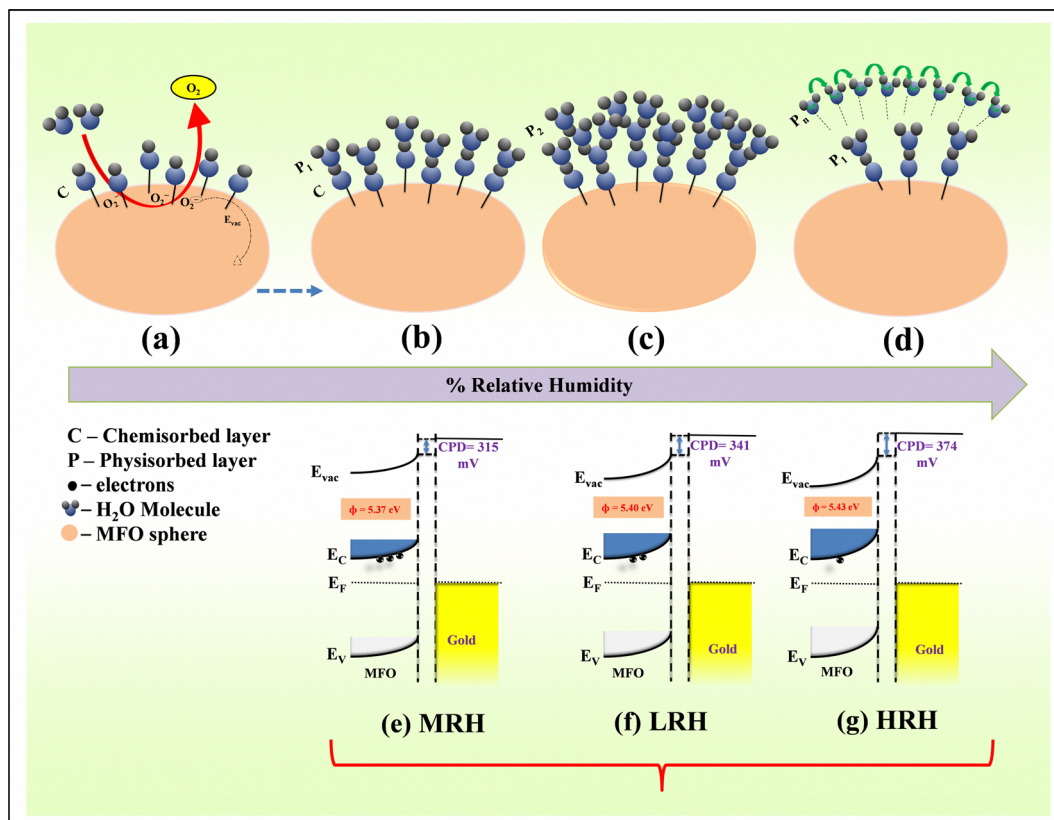 O₂
C
O₂⁻
O₂⁻
O₂⁻
Eᵥₐc
P₁
C
P₂
Pₙ
P₁
(a)
(b)
(c)
(d)
% Relative Humidity
C – Chemisorbed layer
P – Physisorbed layer
– electrons
– H₂O Molecule
– MFO sphere
CPD= 315
mV
Evac
ϕ = 5.37 eV
EC
EF
Gold
EV
MFO
(e) MRH
CPD= 341
mV
Evac
ϕ = 5.40 eV
EC
EF
Gold
EV
MFO
(f) LRH
CPD= 374
mV
Evac
ϕ = 5.43 eV
EC
EF
Gold
EV
MFO
(g) HRH